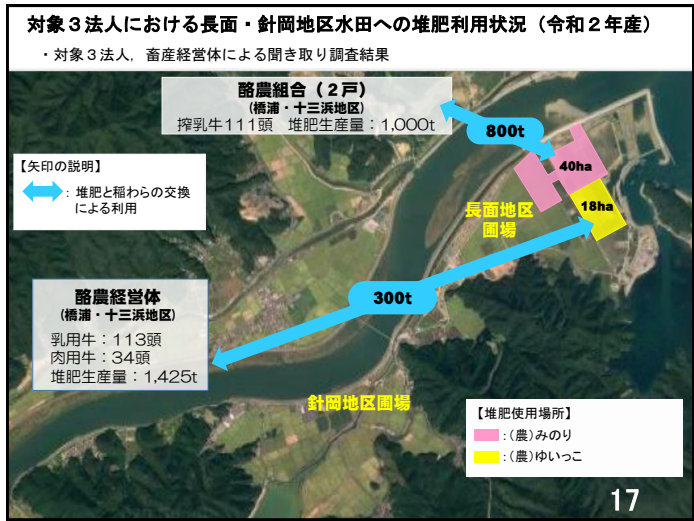 対象３法人における長面・針岡地区水田への堆肥利用状況（令和２年産）
・対象３法人，畜産経営体による聞き取り調査結果
酪農組合（２戸）
(橋浦・十三浜地区)
搾乳牛111頭　堆肥生産量：1,000t
800t
40ha
18ha
【矢印の説明】
：堆肥と稲わらの交換
による利用
長面地区
圃場
酪農経営体
(橋浦・十三浜地区)
乳用牛：113頭
肉用牛：34頭
堆肥生産量：1,425t
300t
針岡地区圃場
【堆肥使用場所】
：(農)みのり
：(農)ゆいっこ
17